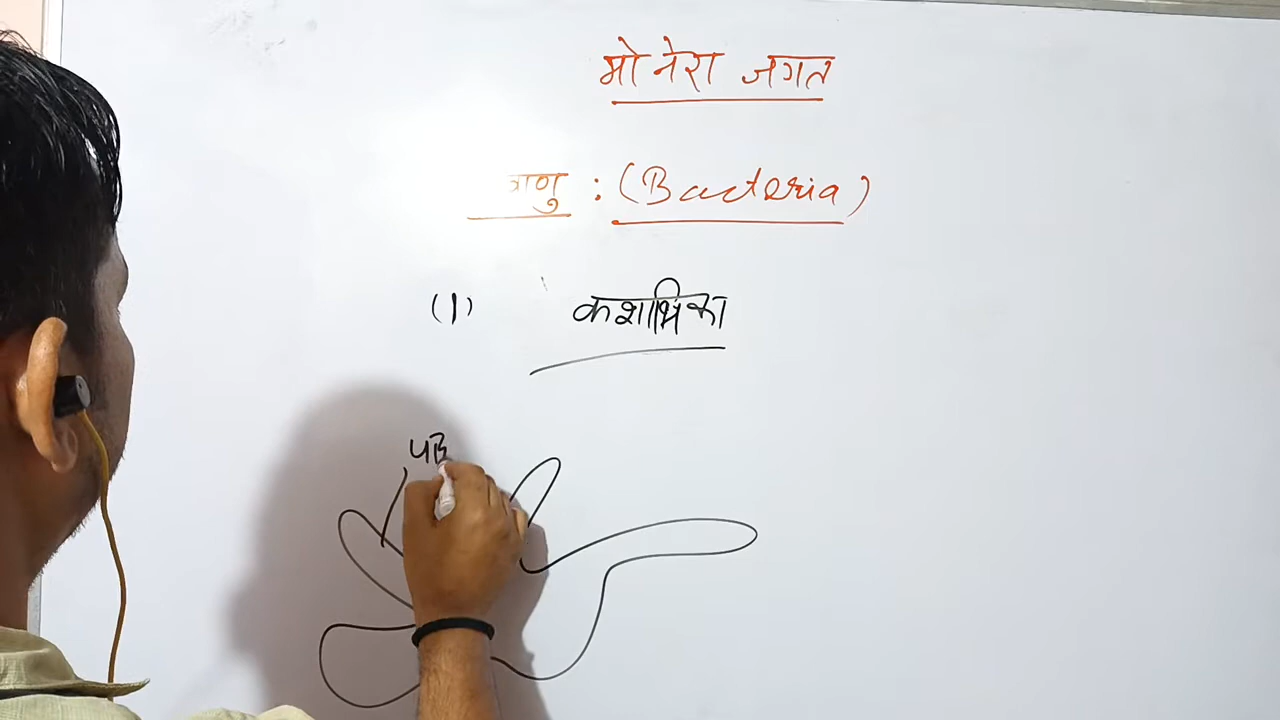 मोनेरा जगत
: (Bacteria)
(1) कशाभिका